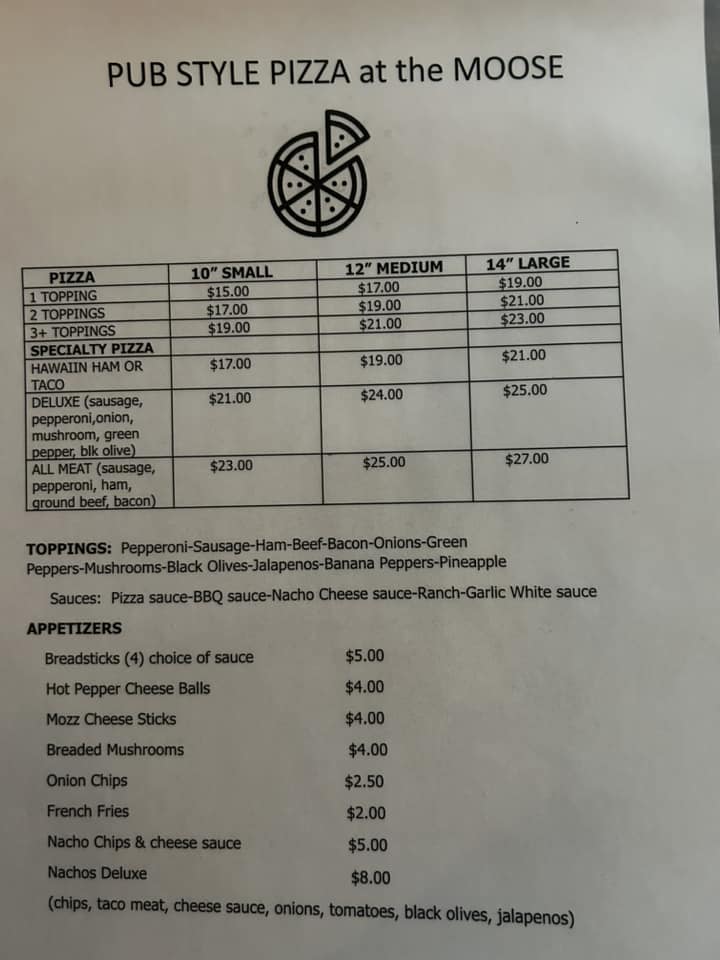 PUB STYLE PIZZA at the MOOSE
PIZZA 10" SMALL 12" MEDIUM 14" LARGE
1 TOPPING $15.00 $17.00 $19.00
2 TOPPINGS $17.00 $19.00 $21.00
3+ TOPPINGS $19.00 $21.00 $23.00
SPECIALTY PIZZA
HAWAIIN HAM OR $17.00 $19.00 $21.00
TACO
DELUXE (sausage, $21.00 $24.00 $25.00
pepperoni,onion,
mushroom, green
pepper, blk olive)
ALL MEAT (sausage, $23.00 $25.00 $27.00
pepperoni, ham,
ground beef, bacon)
TOPPINGS: Pepperoni-Sausage-Ham-Beef-Bacon-Onions-Green
Peppers-Mushrooms-Black Olives-Jalapenos-Banana Peppers-Pineapple
Sauces: Pizza sauce-BBQ sauce-Nacho Cheese sauce-Ranch-Garlic White sauce
APPETIZERS
Breadsticks (4) choice of sauce $5.00
Hot Pepper Cheese Balls $4.00
Mozz Cheese Sticks $4.00
Breaded Mushrooms $4.00
Onion Chips $2.50
French Fries $2.00
Nacho Chips & cheese sauce $5.00
Nachos Deluxe $8.00
(chips, taco meat, cheese sauce, onions, tomatoes, black olives, jalapenos)